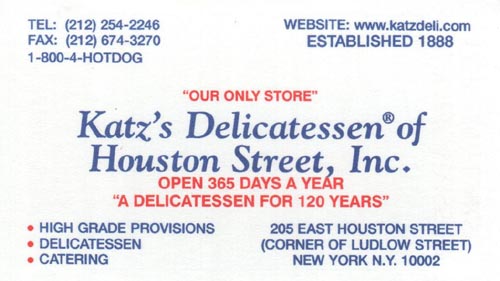 TEL: (212) 254-2246
FAX: (212) 674-3270
1-800-4-HOTDOG
WEBSITE: www.katzdeli.com
ESTABLISHED 1888
"OUR ONLY STORE"
Katz's Delicatessen® of
Houston Street, Inc.
OPEN 365 DAYS A YEAR
"A DELICATESSEN FOR 120 YEARS"
• HIGH GRADE PROVISIONS
• DELICATESSEN
• CATERING
205 EAST HOUSTON STREET
(CORNER OF LUDLOW STREET)
NEW YORK N.Y. 10002